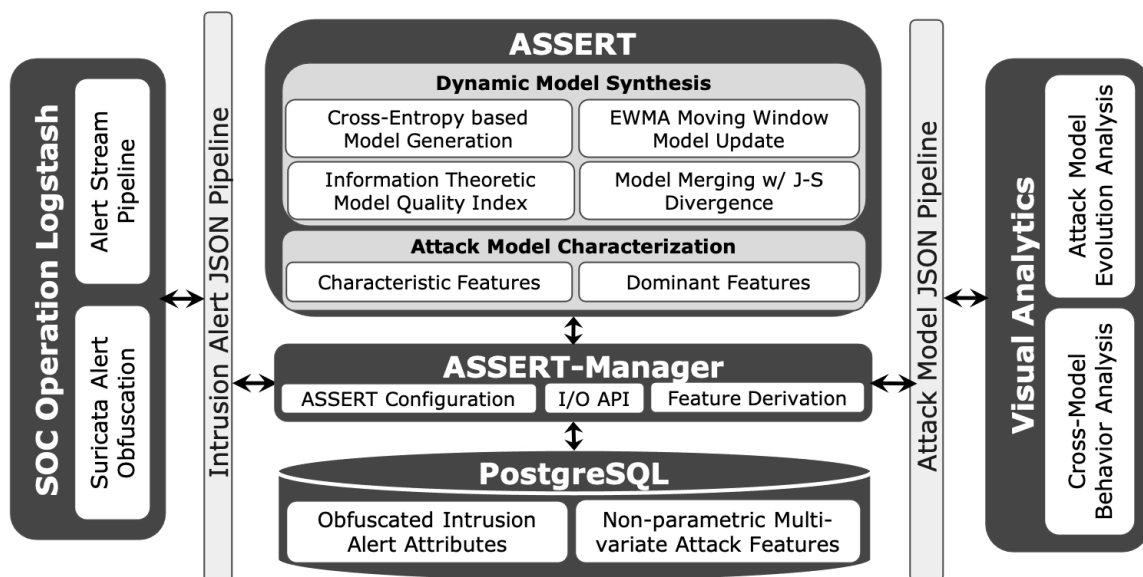 SOC Operation Logstash
Alert Stream
Pipeline
Suricata Alert
Obfuscation
Intrusion Alert JSON Pipeline
ASSERT
Dynamic Model Synthesis
Cross-Entropy based
Model Generation
EWMA Moving Window
Model Update
Information Theoretic
Model Quality Index
Model Merging w/ J-S
Divergence
Attack Model Characterization
Characteristic Features
Dominant Features
ASSERT-Manager
ASSERT Configuration
I/O API
Feature Derivation
PostgreSQL
Obfuscated Intrusion
Alert Attributes
Non-parametric Multi-
variate Attack Features
Attack Model JSON Pipeline
Visual Analytics
Attack Model
Evolution Analysis
Cross-Model
Behavior Analysis